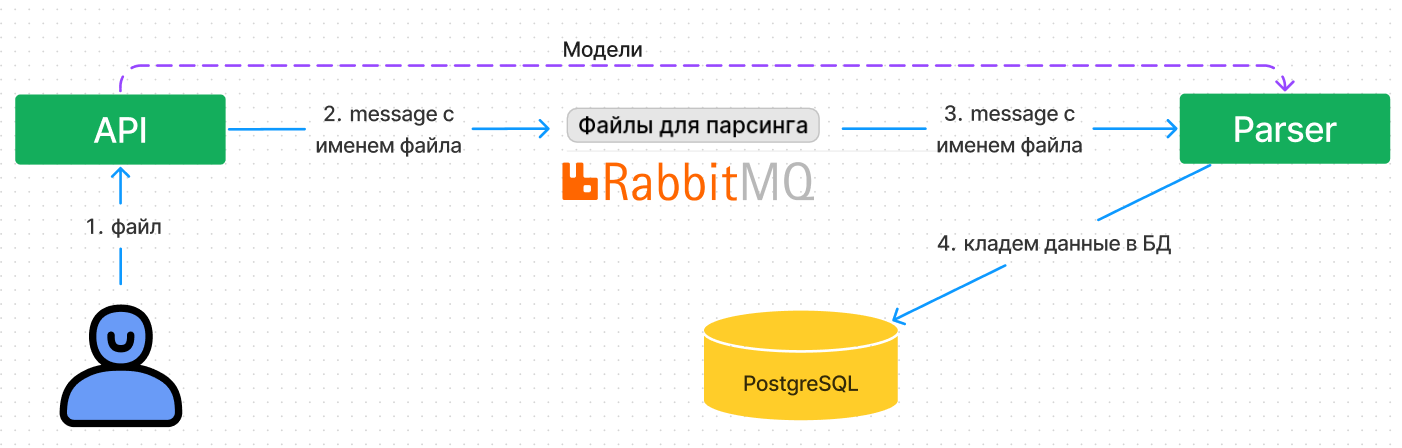 Модели
API
2. message с
именем файла
Файлы для парсинга
RabbitMQ
3. message с
именем файла
Parser
1. файл
4. кладем данные в БД
PostgreSQL